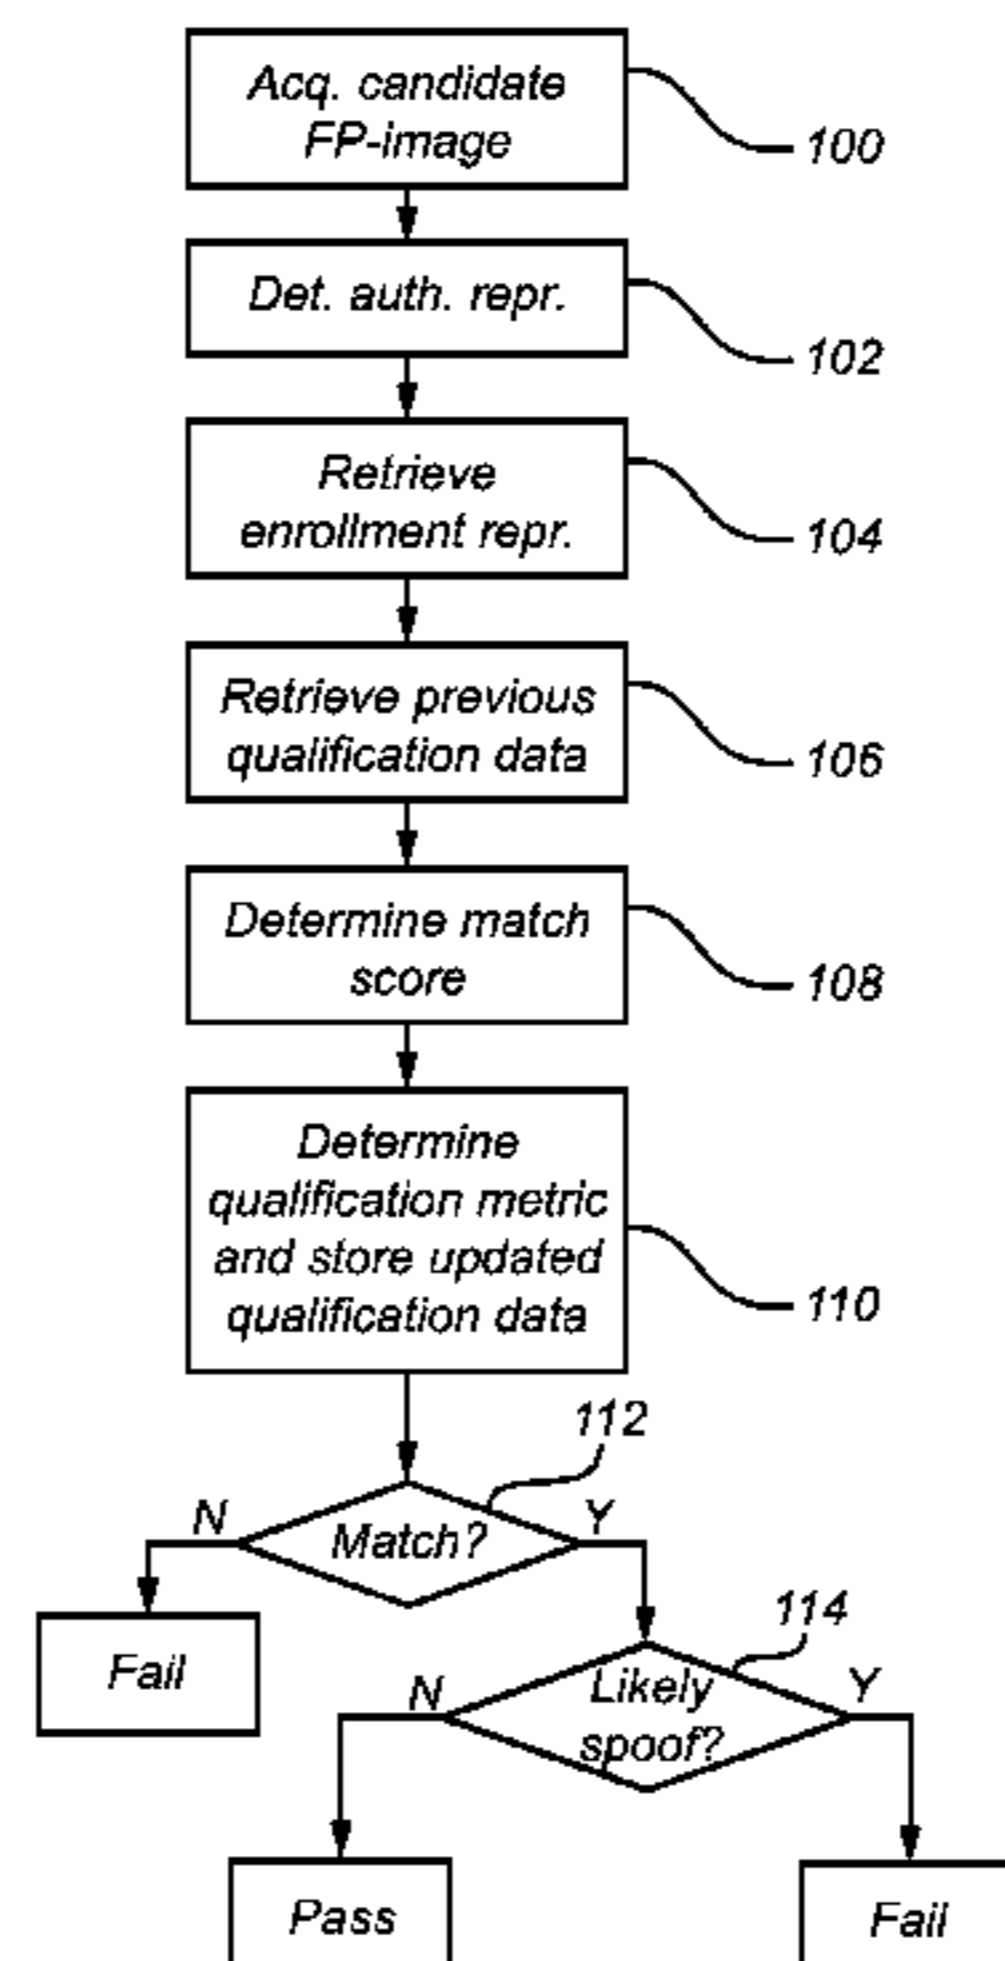 Acq. candidate
FP-image
100
Det. auth. repr.
102
Retrieve
enrollment repr.
104
Retrieve previous
qualification data
106
Determine match
score
108
Determine
qualification metric
and store updated
qualification data
110
112
N
Match?
Y
114
Fail
N
Likely
spoof?
Y
Pass
Fail